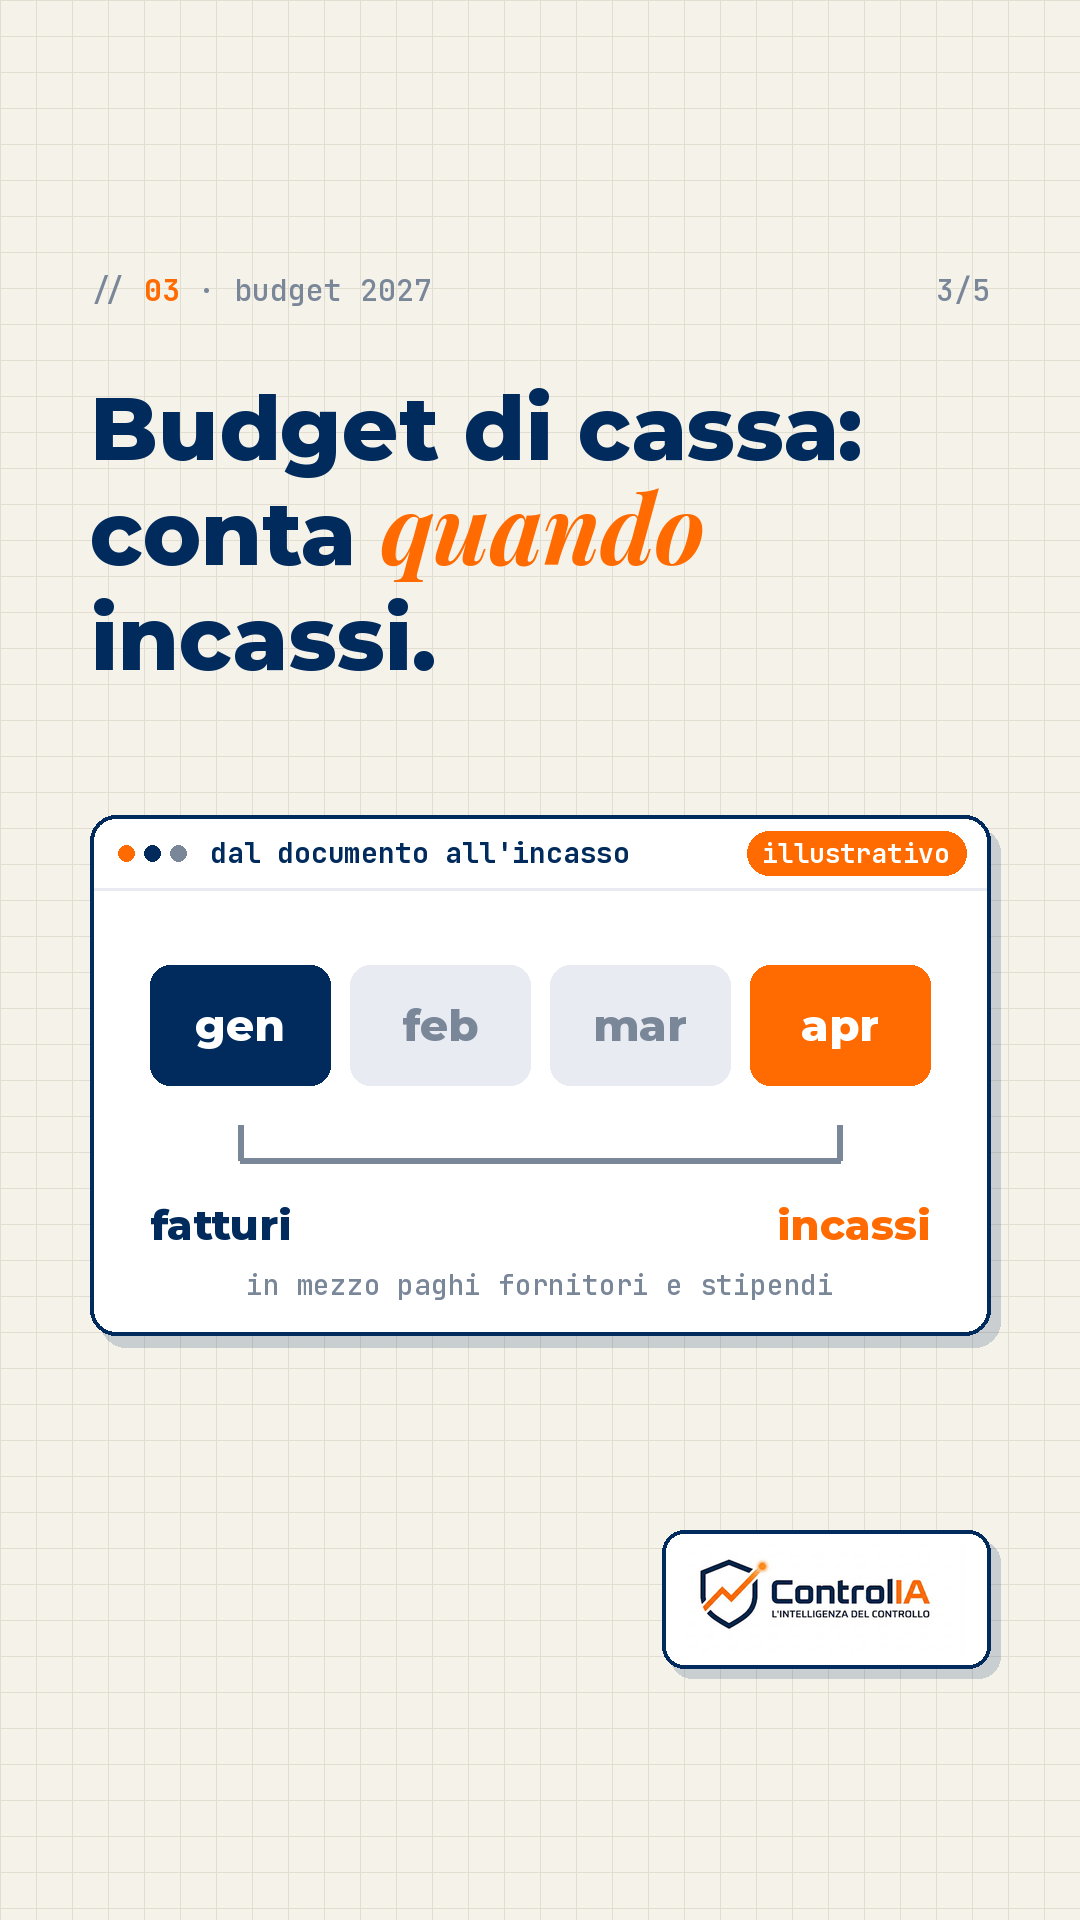 // 03 · budget 2027
3/5
Budget di cassa:
conta quando
incassi.
dal documento all'incasso
illustrativo
gen
feb
mar
apr
fatturi
incassi
in mezzo paghi fornitori e stipendi
ControlIA
L'INTELLIGENZA DEL CONTROLLO